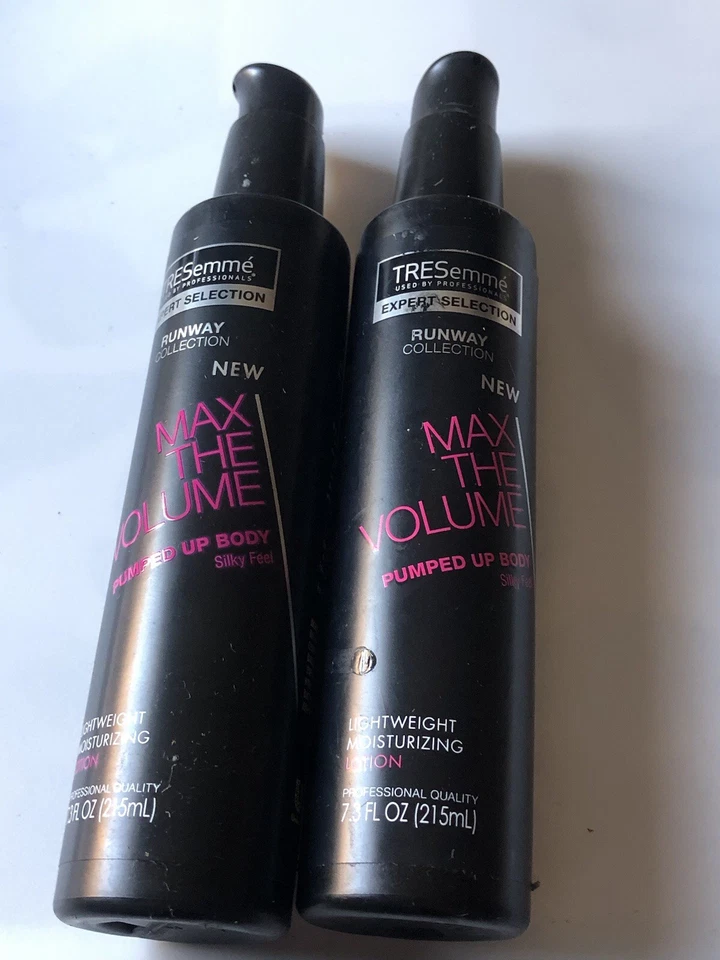 TRESemmé
USED BY PROFESSIONALS
EXPERT SELECTION
RUNWAY
COLLECTION
NEW
MAX
THE
VOLUME
PUMPED UP BODY
Silky Feel
LIGHTWEIGHT
MOISTURIZING
LOTION
PROFESSIONAL QUALITY
7.3 FL OZ (215mL)
TRESemmé
USED BY PROFESSIONALS
EXPERT SELECTION
RUNWAY
COLLECTION
NEW
MAX
THE
VOLUME
PUMPED UP BODY
Silky Feel
LIGHTWEIGHT
MOISTURIZING
LOTION
PROFESSIONAL QUALITY
7.3 FL OZ (215mL)